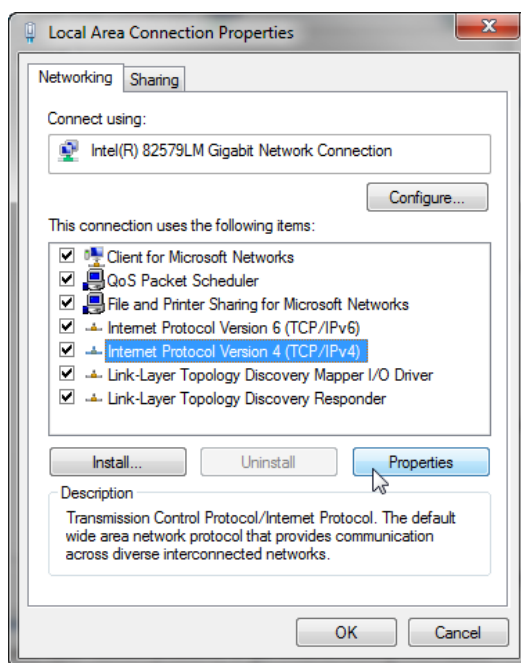 Local Area Connection Properties
Networking
Sharing
Connect using:
Intel(R) 82579LM Gigabit Network Connection
Configure...
This connection uses the following items:
Client for Microsoft Networks
QoS Packet Scheduler
File and Printer Sharing for Microsoft Networks
Internet Protocol Version 6 (TCP/IPv6)
Internet Protocol Version 4 (TCP/IPv4)
Link-Layer Topology Discovery Mapper I/O Driver
Link-Layer Topology Discovery Responder
Install...
Uninstall
Properties
Description
Transmission Control Protocol/Internet Protocol. The default
wide area network protocol that provides communication
across diverse interconnected networks.
OK
Cancel